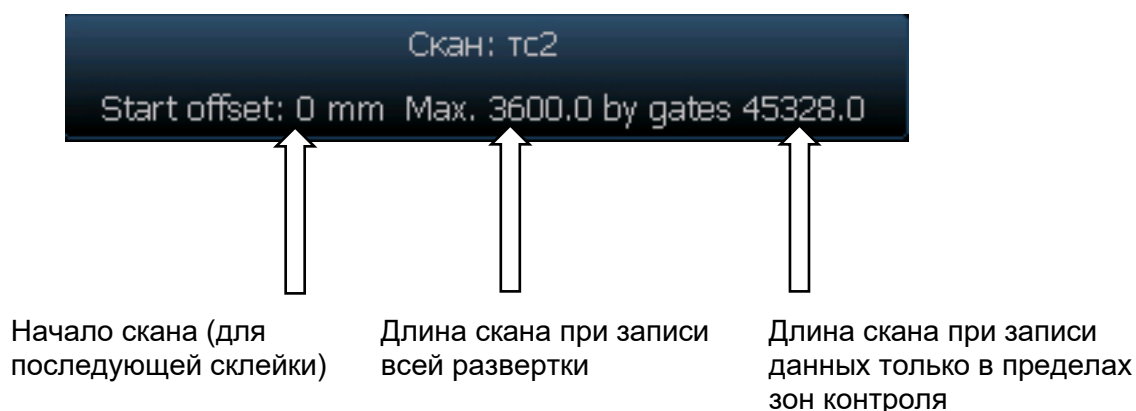 Скан: тс2
Start offset: 0 mm Max. 3600.0 by gates 45328.0
Начало скана (для
последующей склейки)
Длина скана при записи
всей развертки
Длина скана при записи
данных только в пределах
зон контроля